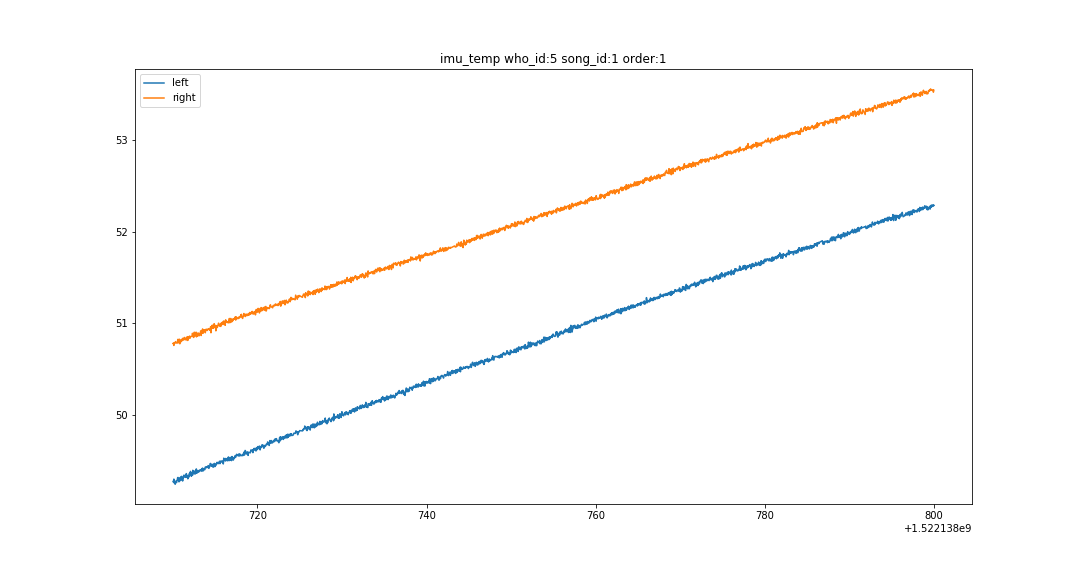 imu_temp who_id:5 song_id:1 order:1
left
right
53
52
51
50
720 740 760 780 800
+1.522138e9